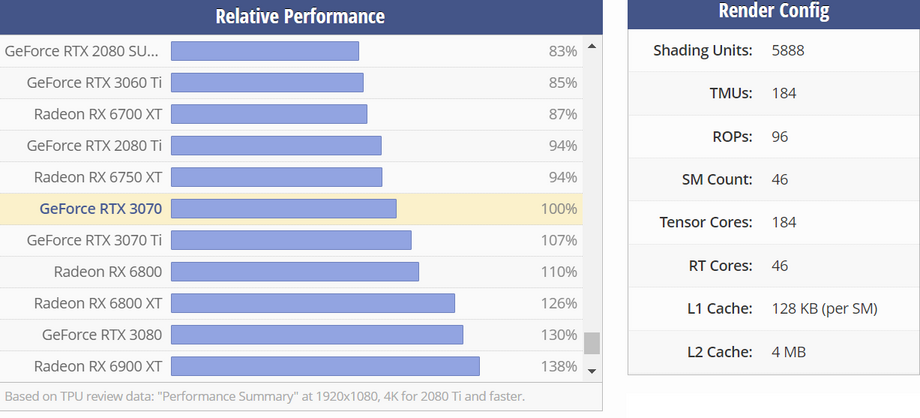 Relative Performance
GeForce RTX 2080 SU... 83%
GeForce RTX 3060 Ti 85%
Radeon RX 6700 XT 87%
GeForce RTX 2080 Ti 94%
Radeon RX 6750 XT 94%
GeForce RTX 3070 100%
GeForce RTX 3070 Ti 107%
Radeon RX 6800 110%
Radeon RX 6800 XT 126%
GeForce RTX 3080 130%
Radeon RX 6900 XT 138%
Based on TPU review data: "Performance Summary" at 1920x1080, 4K for 2080 Ti and faster.
Render Config
Shading Units: 5888
TMUs: 184
ROPs: 96
SM Count: 46
Tensor Cores: 184
RT Cores: 46
L1 Cache: 128 KB (per SM)
L2 Cache: 4 MB